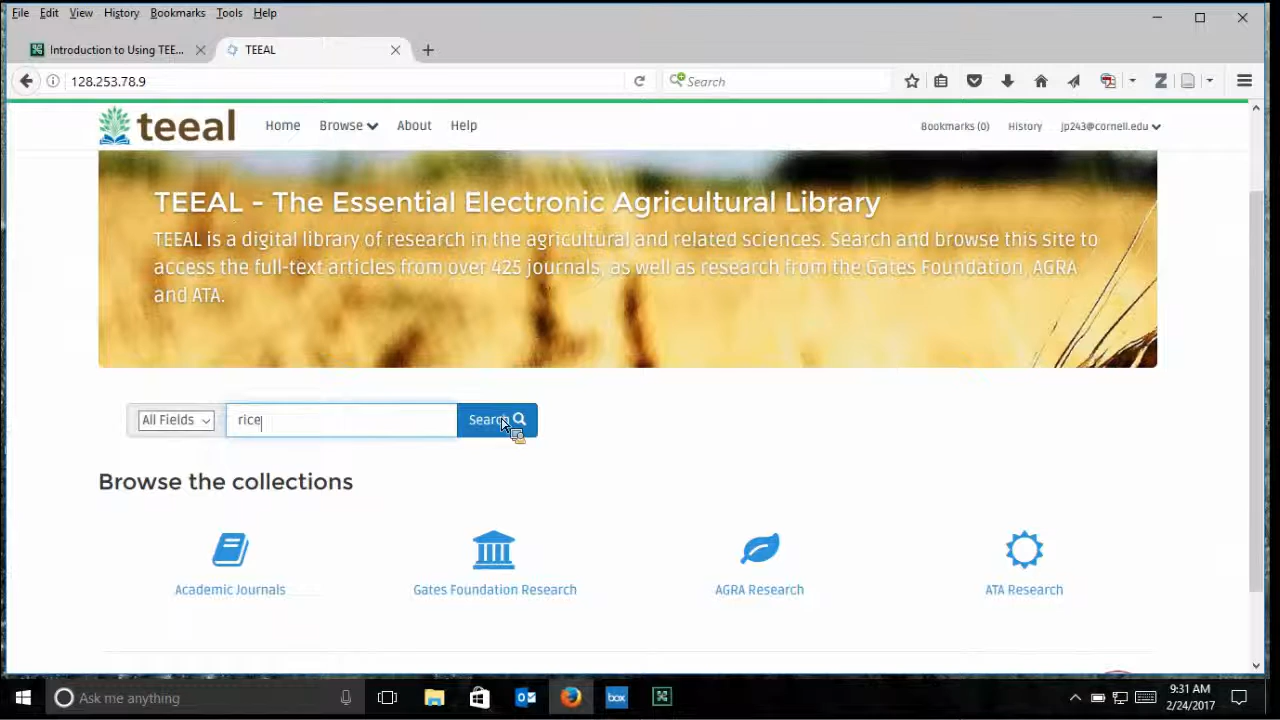 File Edit View History Bookmarks Tools Help
Introduction to Using TEE... TEEAL
128.253.78.9 Search
teeal Home Browse About Help Bookmarks (0) History jp243@cornell.edu
TEEAL - The Essential Electronic Agricultural Library
TEEAL is a digital library of research in the agricultural and related sciences. Search and browse this site to
access the full-text articles from over 425 journals, as well as research from the Gates Foundation, AGRA
and ATA.
All Fields rice Search
Browse the collections
Academic Journals Gates Foundation Research AGRA Research ATA Research
Ask me anything box 9:31 AM
2/24/2017